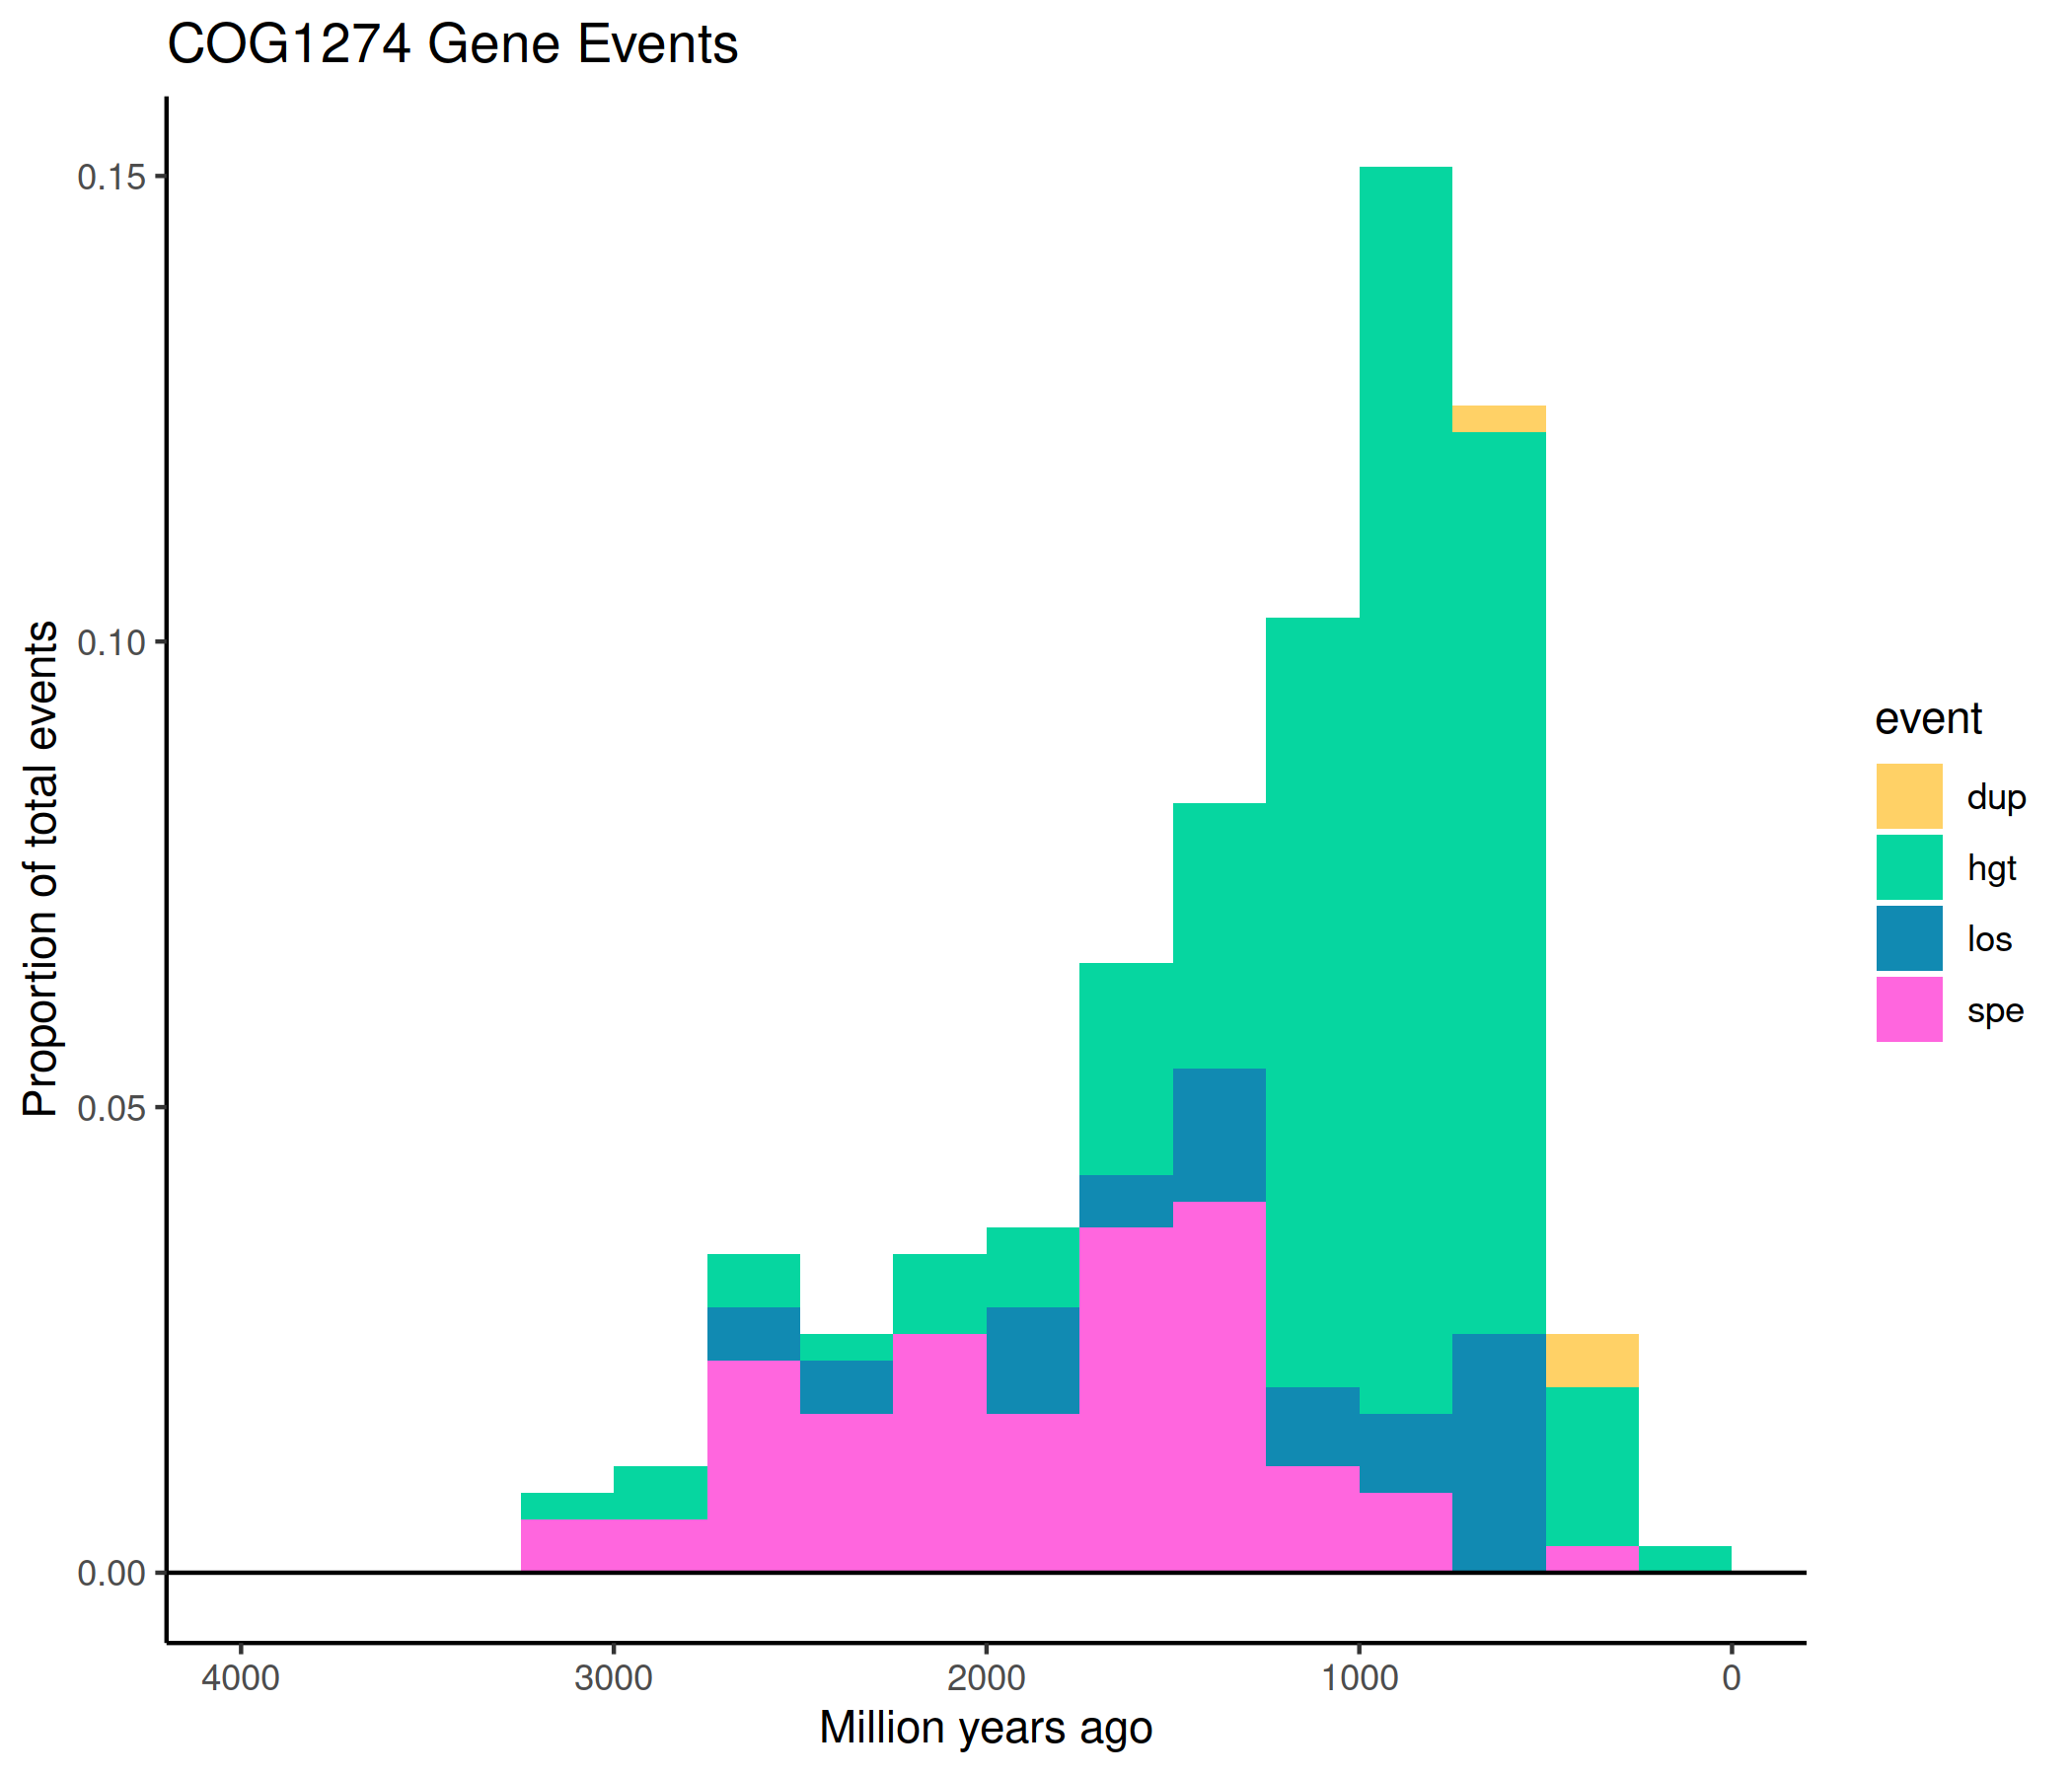 COG1274 Gene Events
Proportion of total events
0.15
0.10
0.05
0.00
4000 3000 2000 1000 0
Million years ago
event
dup
hgt
los
spe